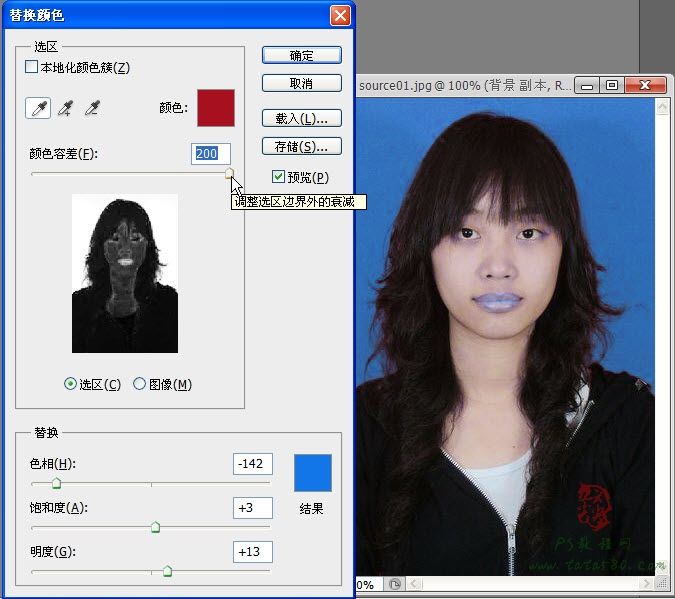 替换颜色
选区
本地化颜色簇(Z)
颜色:
颜色容差(F):
200
确定
取消
载入(L)...
存储(S)...
预览(P)
调整选区边界外的衰减
选区(C)
图像(M)
替换
色相(H):
-142
饱和度(A):
+3
结果
明度(G):
+13
source01.jpg @ 100% (背景 副本, R...
PS教程网
www.tata580.com
0%